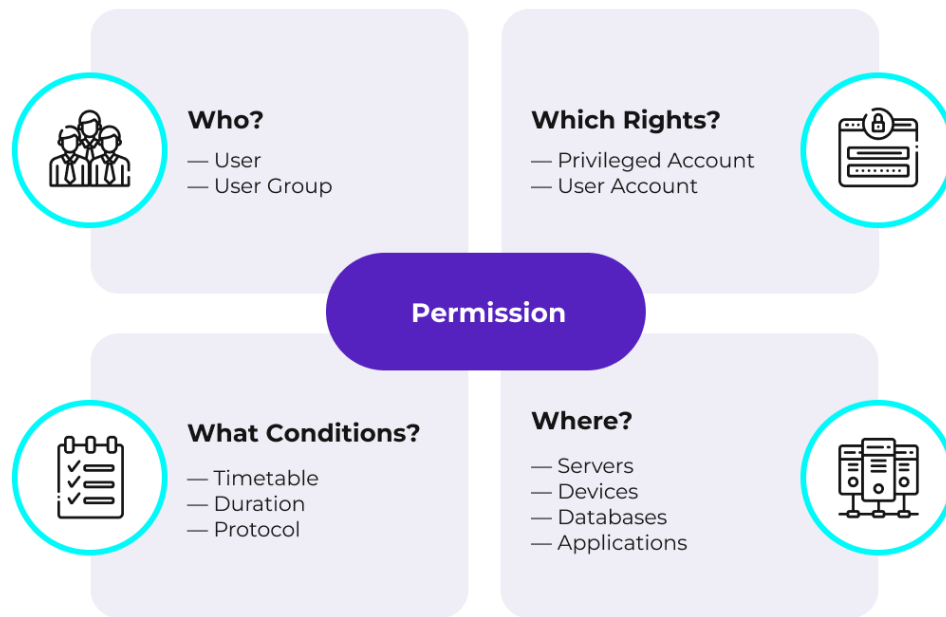 Who?
— User
— User Group
Which Rights?
— Privileged Account
— User Account
Permission
What Conditions?
— Timetable
— Duration
— Protocol
Where?
— Servers
— Devices
— Databases
— Applications